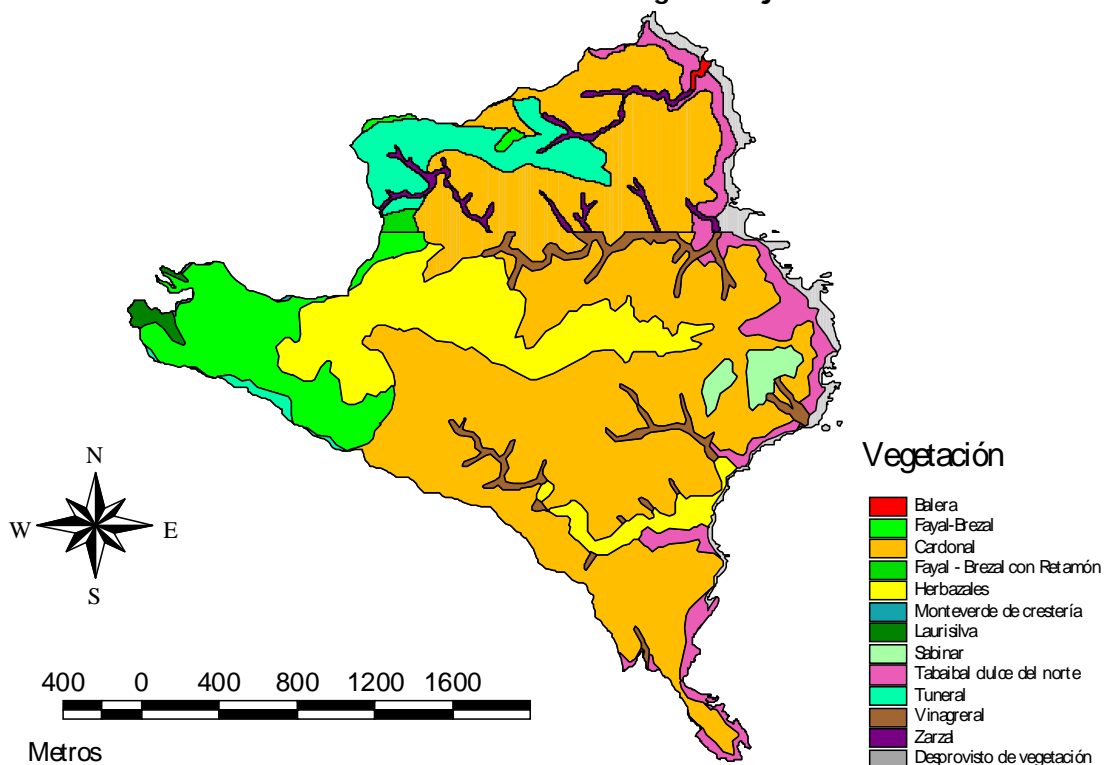 N
W E
S
400 0 400 800 1200 1600
Metros
Vegetación
Balera
Fayal-Brezal
Cardonal
Fayal - Brezal con Retamón
Herbazales
Monteverde de crestería
Laurisilva
Sabinar
Tabaibal dulce del norte
Tuneral
Vinagreral
Zarzal
Desprovisto de vegetación